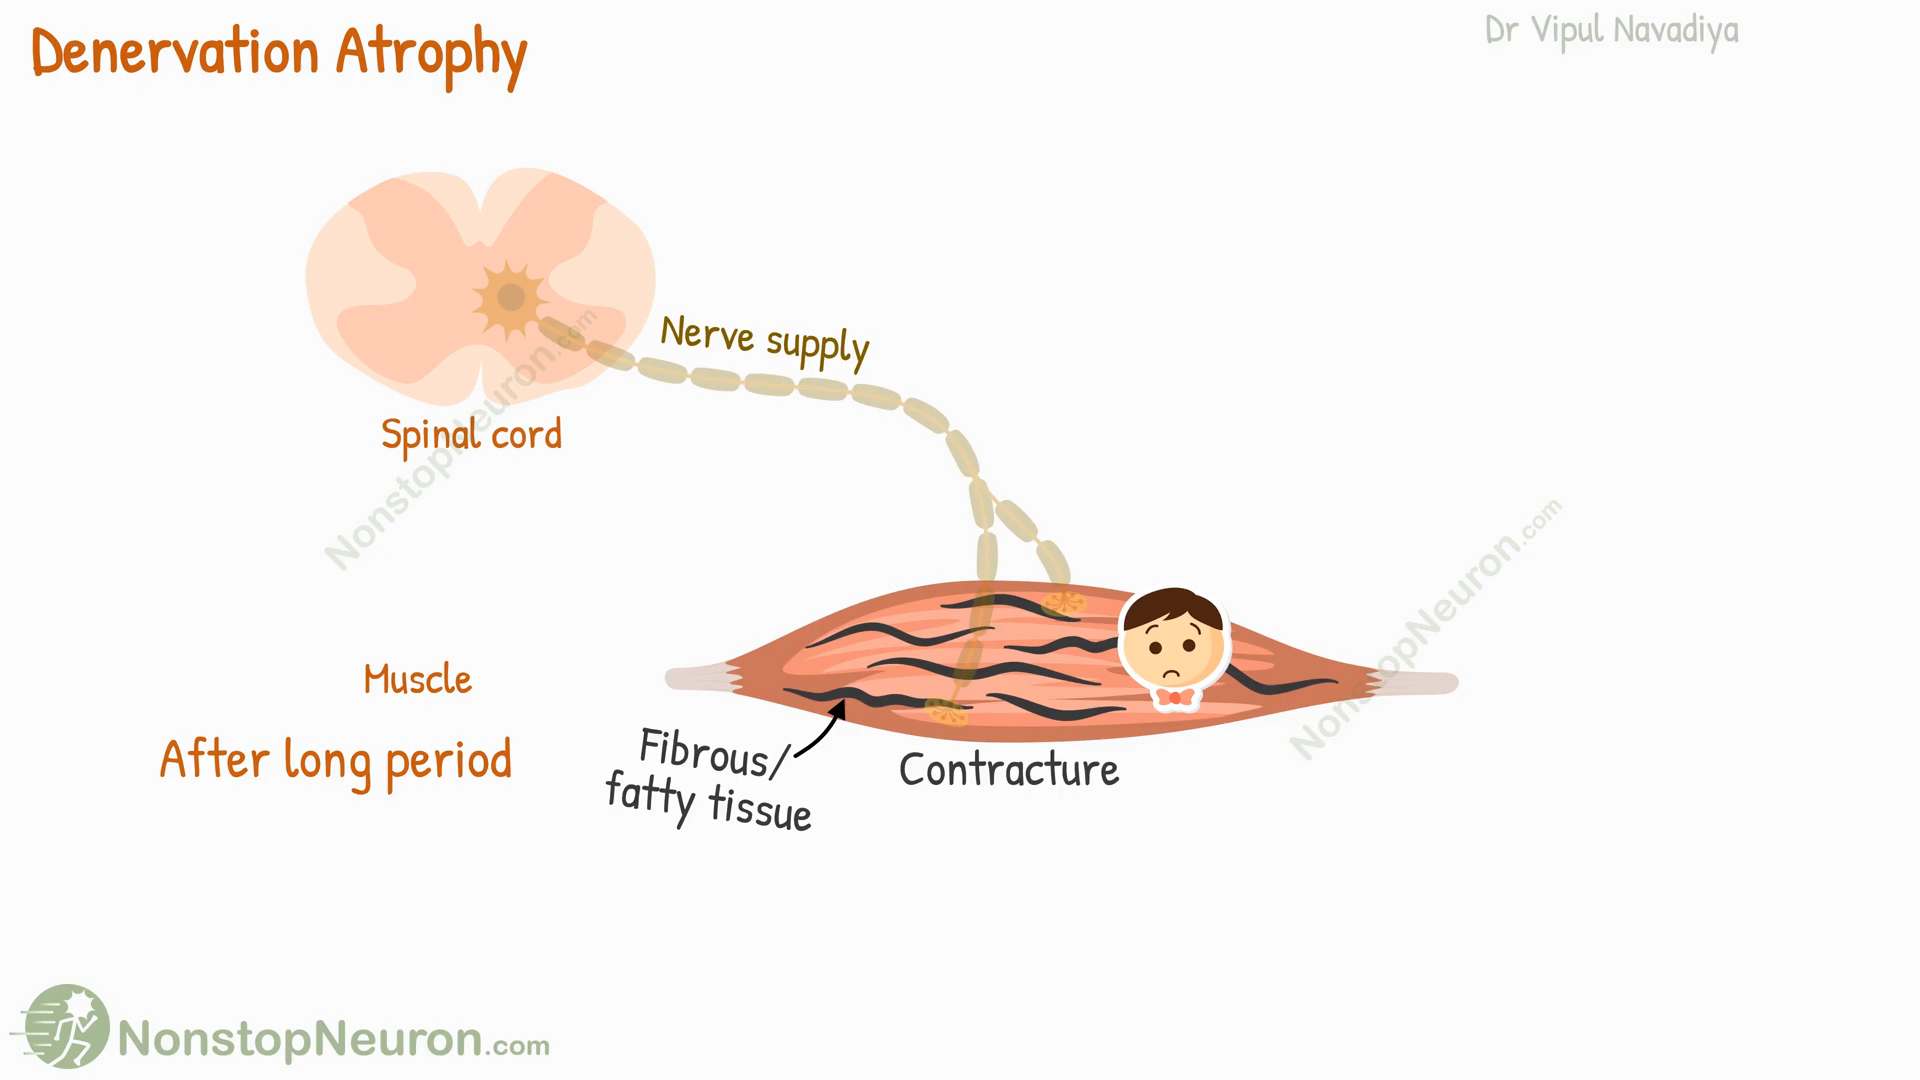 Denervation Atrophy
Dr Vipul Navadiya
Nerve supply
Spinal cord
NonstopNeuron.com
NonstopNeuron.com
Muscle
After long period
Fibrous/
fatty tissue
Contracture
NonstopNeuron.com